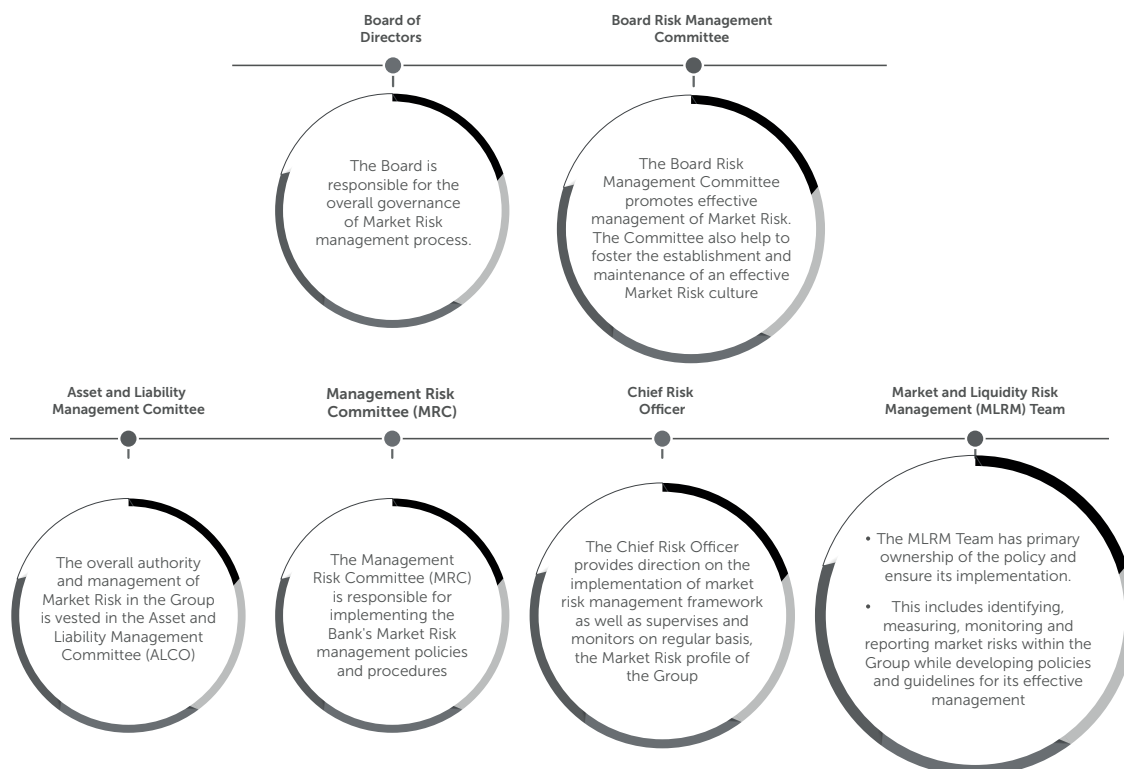 Board of
Directors
Board Risk Management
Committee
The Board is
responsible for the
overall governance
of Market Risk
management process.
The Board Risk
Management Committee
promotes effective
management of Market Risk.
The Committee also help to
foster the establishment and
maintenance of an effective
Market Risk culture
Asset and Liability
Management Comittee
Management Risk
Committee (MRC)
Chief Risk
Officer
Market and Liquidity Risk
Management (MLRM) Team
The overall authority
and management of
Market Risk in the Group
is vested in the Asset and
Liability Management
Committee (ALCO)
The Management
Risk Committee (MRC)
is responsible for
implementing the
Bank's Market Risk
management policies
and procedures
The Chief Risk Officer
provides direction on the
implementation of market
risk management framework
as well as supervises and
monitors on regular basis,
the Market Risk profile of
the Group
• The MLRM Team has primary
ownership of the policy and
ensure its implementation.
• This includes identifying,
measuring, monitoring and
reporting market risks within the
Group while developing policies
and guidelines for its effective
management